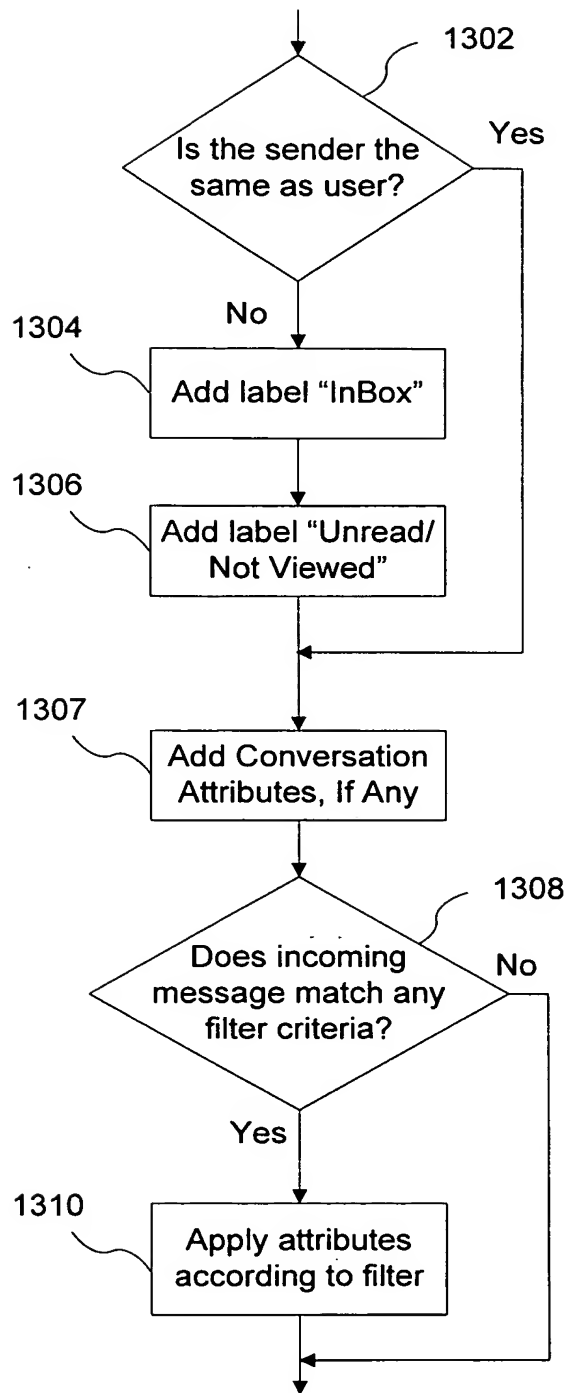 1302
Is the sender the
same as user?
Yes
No
1304
Add label “InBox”
1306
Add label “Unread/
Not Viewed”
1307
Add Conversation
Attributes, If Any
1308
Does incoming
message match any
filter criteria?
No
Yes
1310
Apply attributes
according to filter